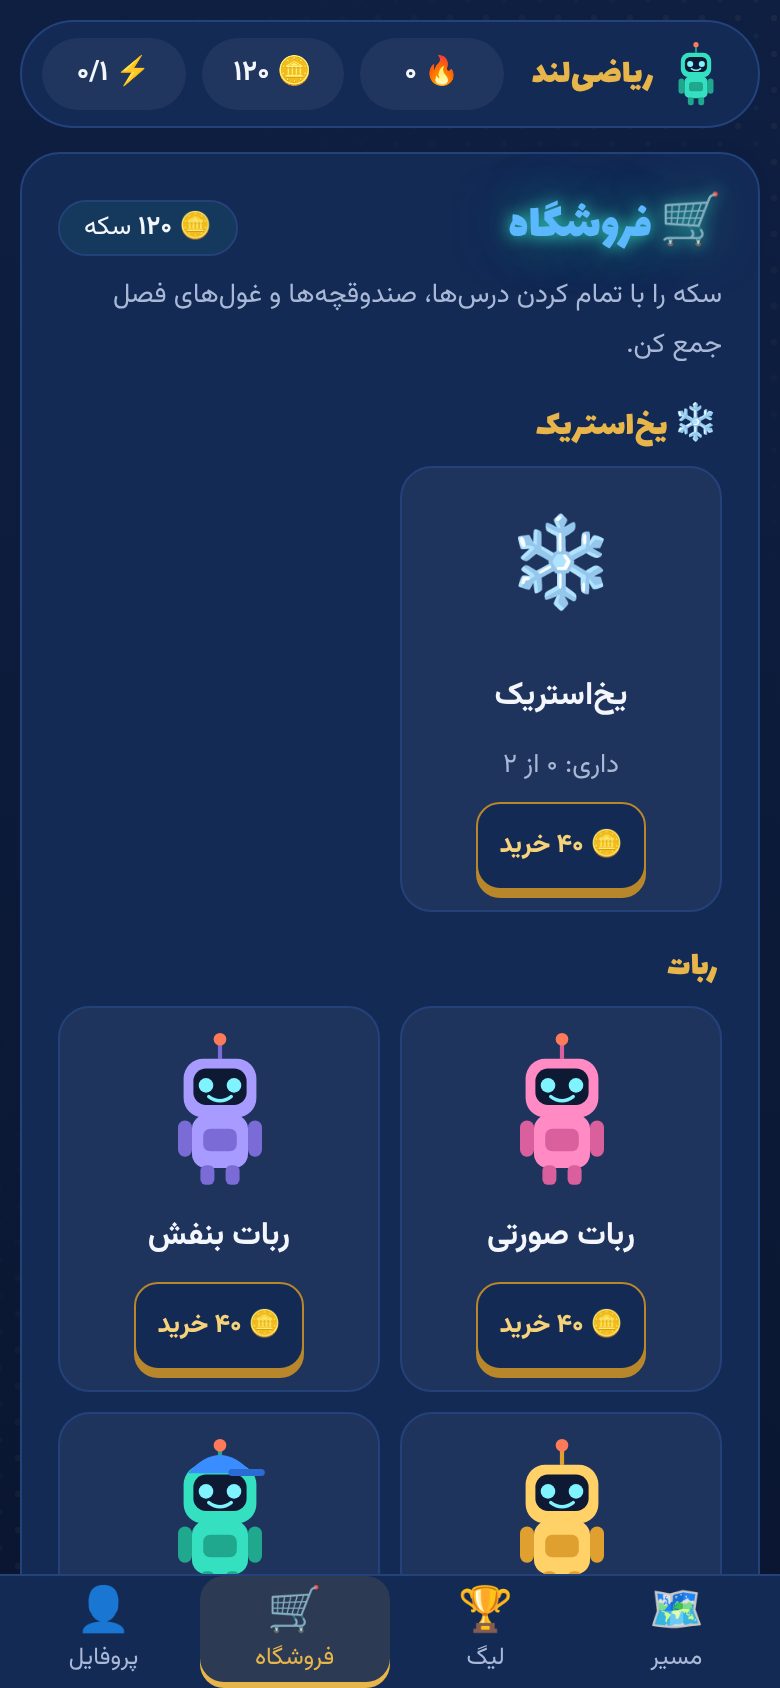 ریاضی‌لند
۰
۱۲۰
۰/۱
فروشگاه
۱۲۰ سکه
سکه را با تمام کردن درس‌ها، صندوقچه‌ها و غول‌های فصل
جمع کن.
یخ‌استریک
یخ‌استریک
داری: ۰ از ۲
۴۰ خرید
ربات
ربات صورتی
ربات بنفش
۴۰ خرید
۴۰ خرید
مسیر
لیگ
فروشگاه
پروفایل